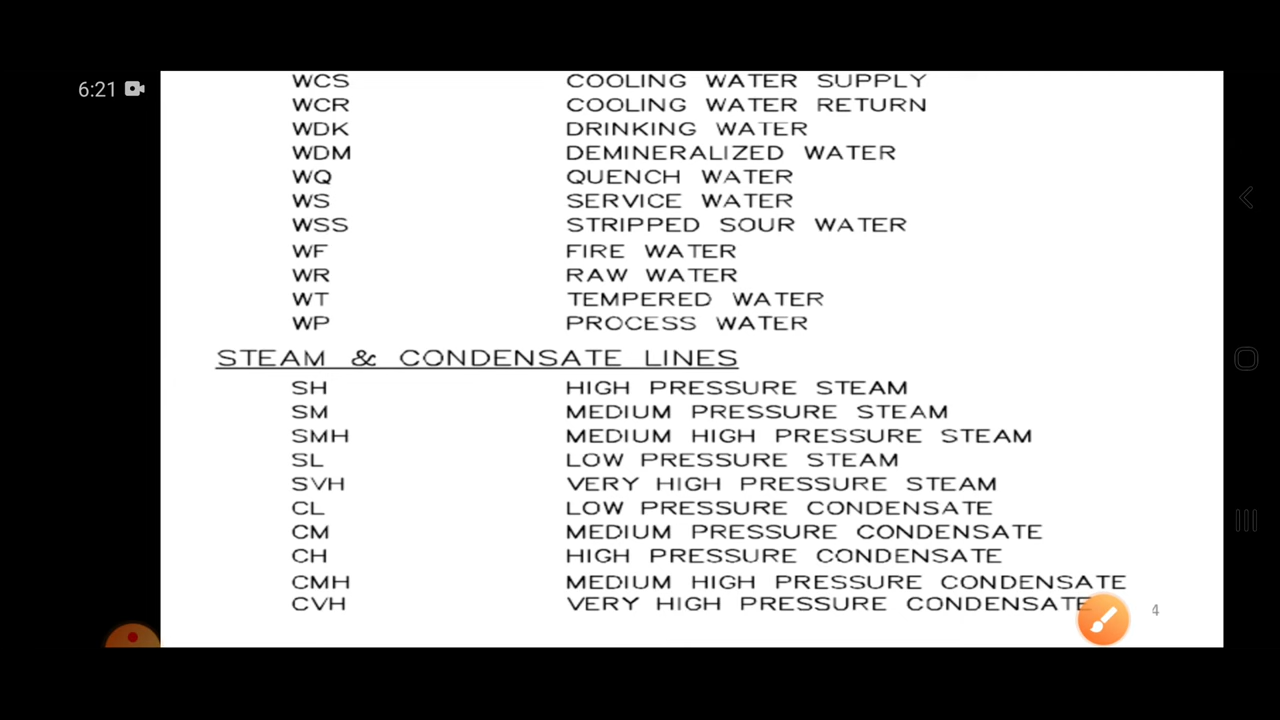 6:21
WCS COOLING WATER SUPPLY
WCR COOLING WATER RETURN
WDK DRINKING WATER
WDM DEMINERALIZED WATER
WQ QUENCH WATER
WS SERVICE WATER
WSS STRIPPED SOUR WATER
WF FIRE WATER
WR RAW WATER
WT TEMPERED WATER
WP PROCESS WATER
STEAM & CONDENSATE LINES
SH HIGH PRESSURE STEAM
SM MEDIUM PRESSURE STEAM
SMH MEDIUM HIGH PRESSURE STEAM
SL LOW PRESSURE STEAM
SVH VERY HIGH PRESSURE STEAM
CL LOW PRESSURE CONDENSATE
CM MEDIUM PRESSURE CONDENSATE
CH HIGH PRESSURE CONDENSATE
CMH MEDIUM HIGH PRESSURE CONDENSATE
CVH VERY HIGH PRESSURE CONDENSATE
4